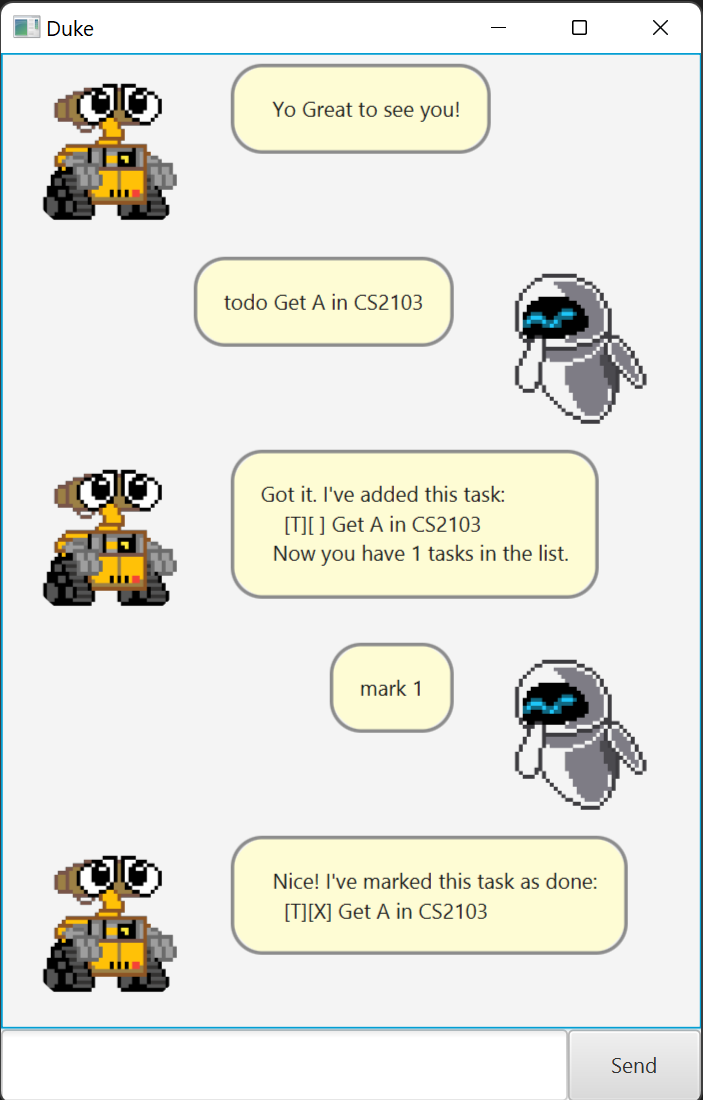 Duke
Yo Great to see you!
todo Get A in CS2103
Got it. I've added this task:
[T][ ] Get A in CS2103
Now you have 1 tasks in the list.
mark 1
Nice! I've marked this task as done:
[T][X] Get A in CS2103
Send